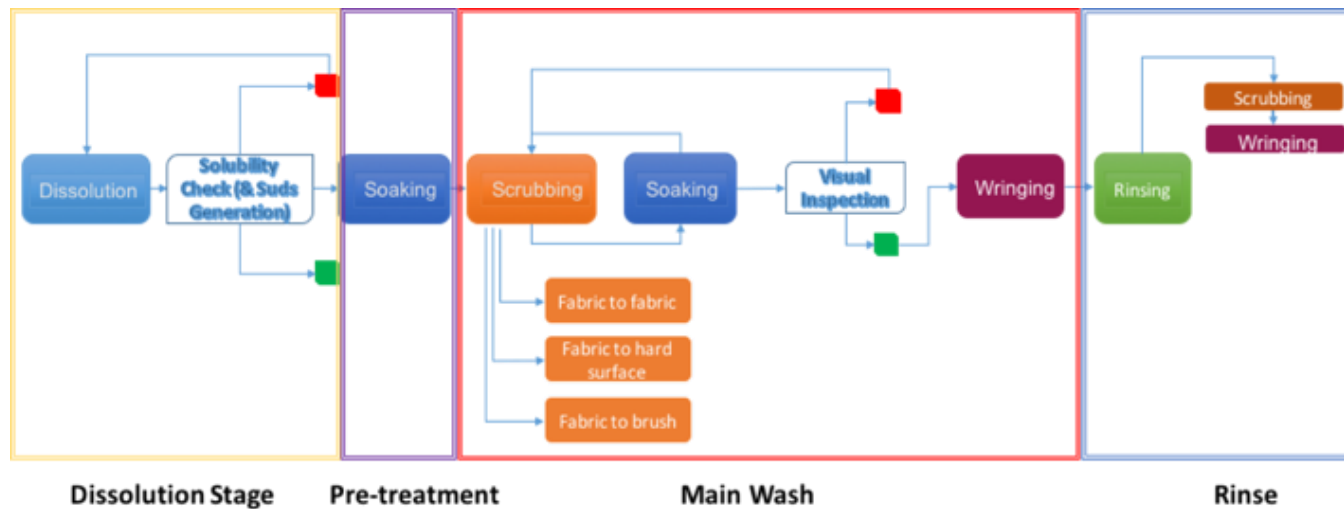 Dissolution
Solubility
Check (& Suds
Generation)
Soaking
Scrubbing
Soaking
Visual
Inspection
Wringing
Rinsing
Scrubbing
Wringing
Fabric to fabric
Fabric to hard
surface
Fabric to brush
Dissolution Stage
Pre-treatment
Main Wash
Rinse